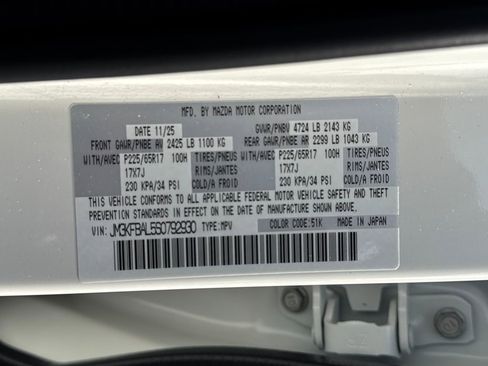 MFD. BY MAZDA MOTOR CORPORATION
DATE 11/25 GVWR/PNBV 4724 LB 2143 KG
FRONT GAWR/PNBE AV 2425 LB 1100 KG REAR GAWR/PNBE AR 2299 LB 1043 KG
WITH/AVEC P225/65R17 100H TIRES/PNEUS WITH/AVEC P225/65R17 100H TIRES/PNEUS
17X7J RIMS/JANTE 17X7J RIMS/JANTE
230 KPA/34 PSI COLD/A FROID 230 KPA/34 PSI COLD/A FROID
THIS VEHICLE CONFORMS TO ALL APPLICABLE FEDERAL MOTOR VEHICLE SAFETY AND THEFT
PREVENTION STANDARDS IN EFFECT ON THE DATE OF MANUFACTURE SHOWN ABOVE.
VIN: TYPE:MPV COLOR CODE:51K MADE IN JAPAN